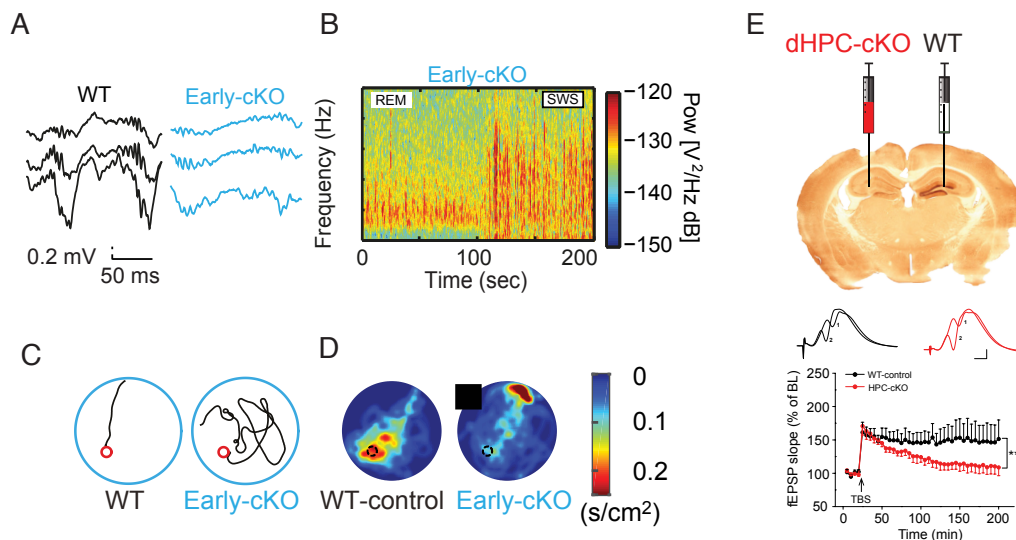 A
WT
Early-cKO
0.2 mV
50 ms
B
Early-cKO
REM
SWS
Frequency (Hz)
0
100
200
Time (sec)
−120
−130
−140
−150
Pow [V²/Hz dB]
C
WT
Early-cKO
D
WT-control
Early-cKO
0
0.1
0.2
(s/cm²)
E
dHPC-cKO
WT
1
2
1
2
WT-control
HPC-cKO
fEPSP slope (% of BL)
250
200
150
100
50
TBS
**
0
50
100
150
200
Time (min)